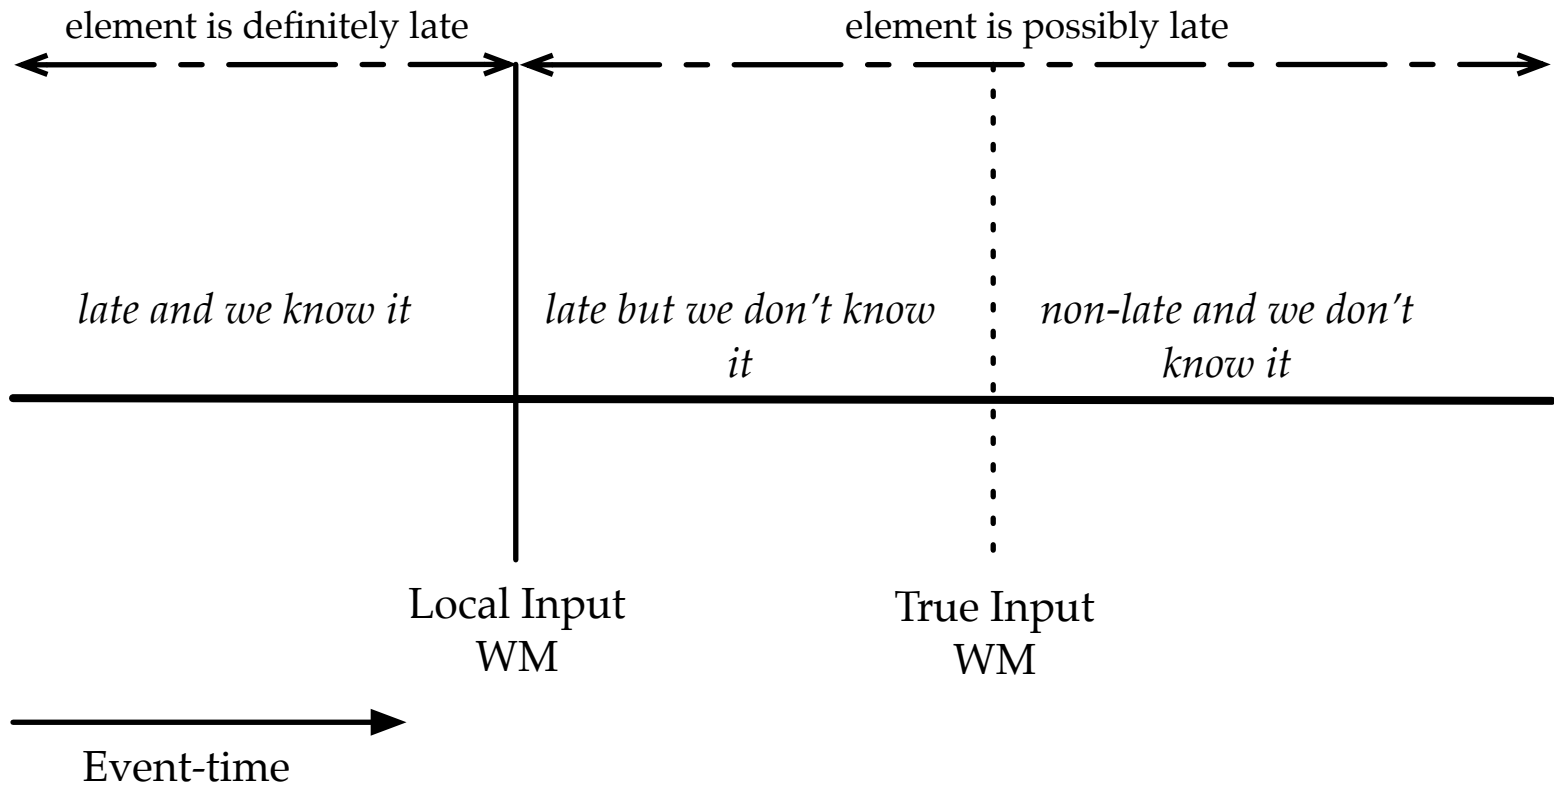 element is definitely late
element is possibly late
late and we know it
late but we don't know
it
non-late and we don't
know it
Local Input
WM
True Input
WM
Event-time